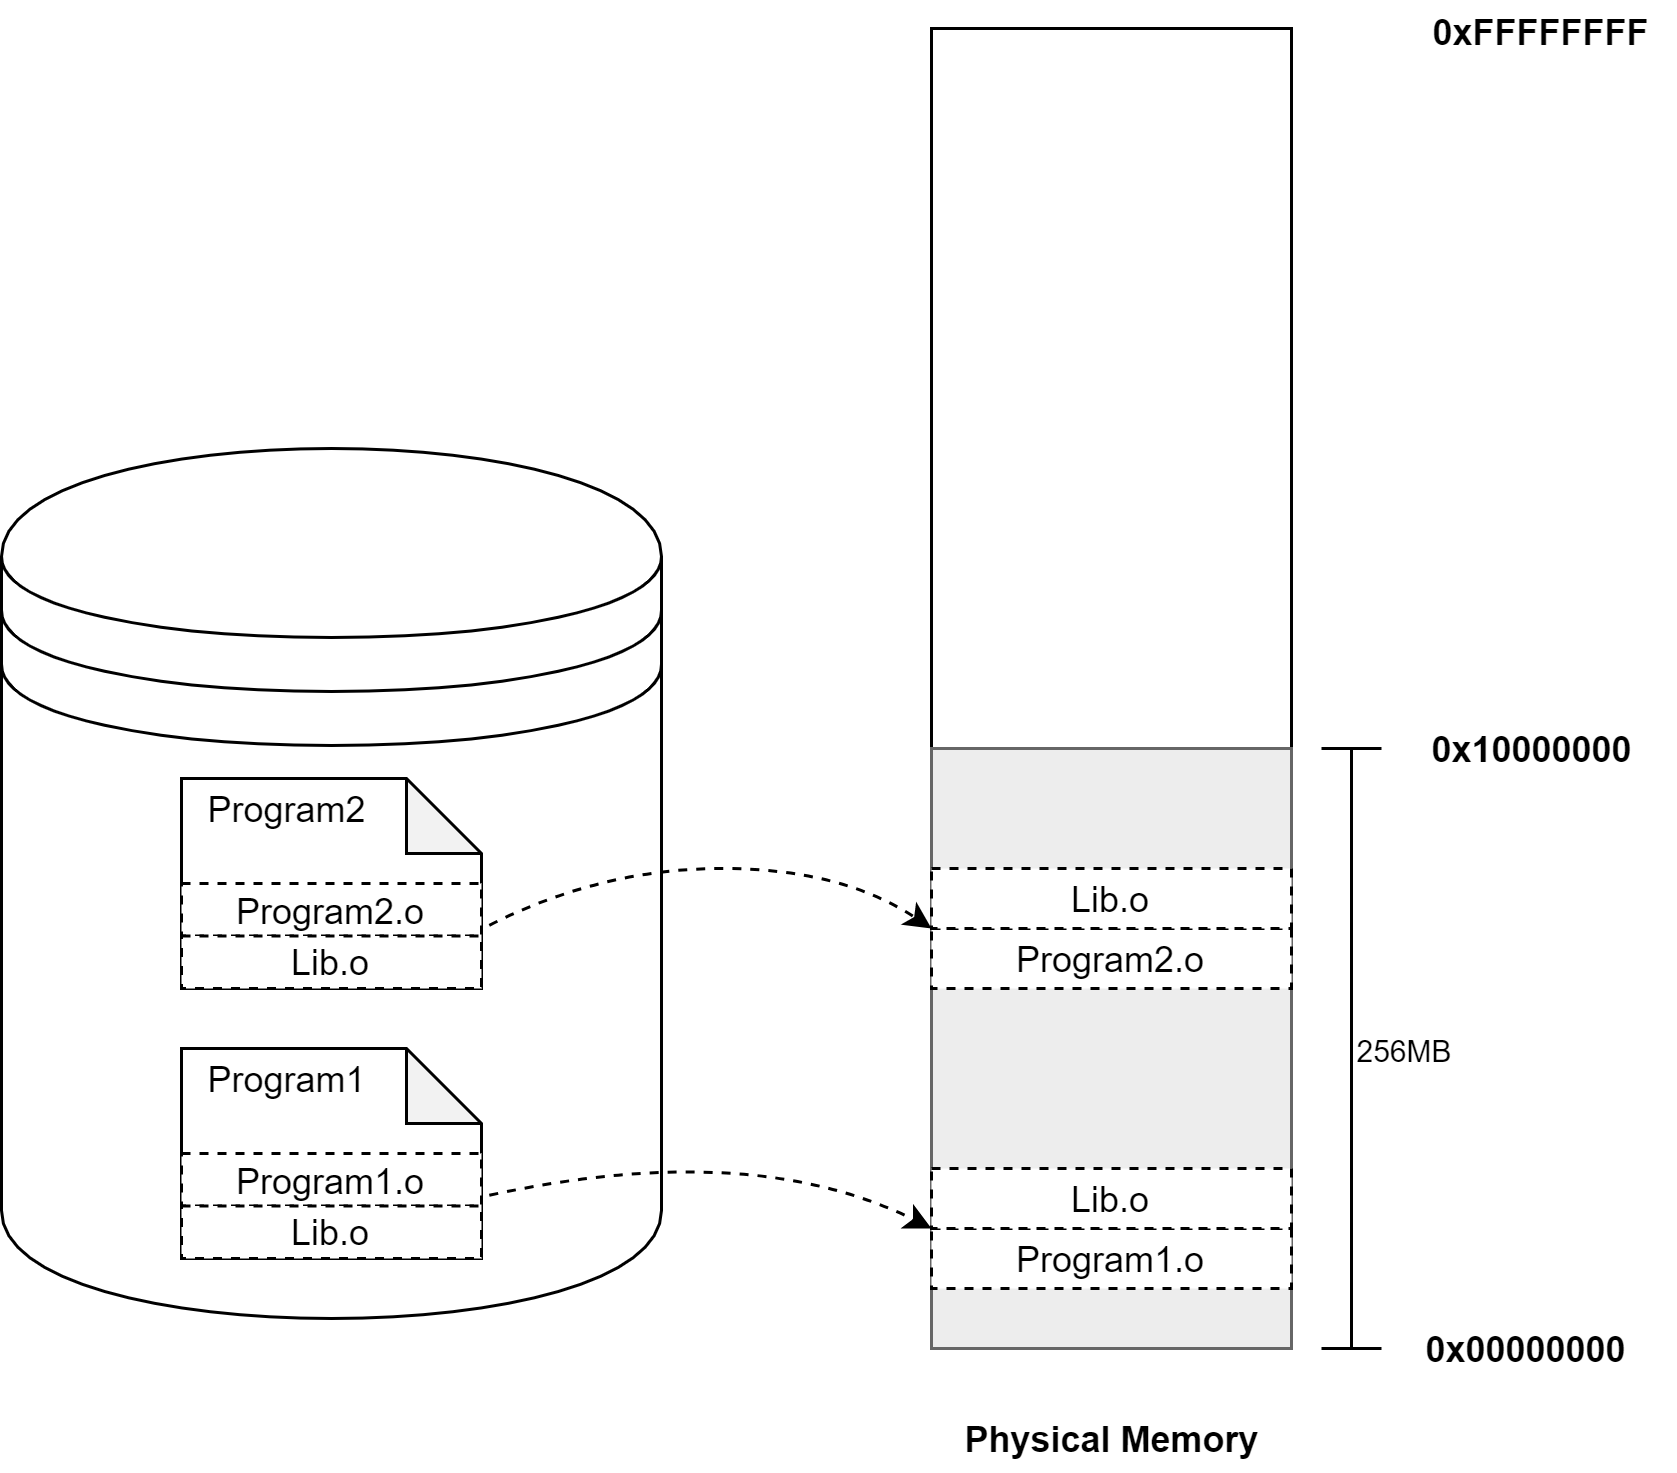 0xFFFFFFFF
0x10000000
Program2
Program2.o
Lib.o
Lib.o
Program2.o
256MB
Program1
Program1.o
Lib.o
Lib.o
Program1.o
0x00000000
Physical Memory